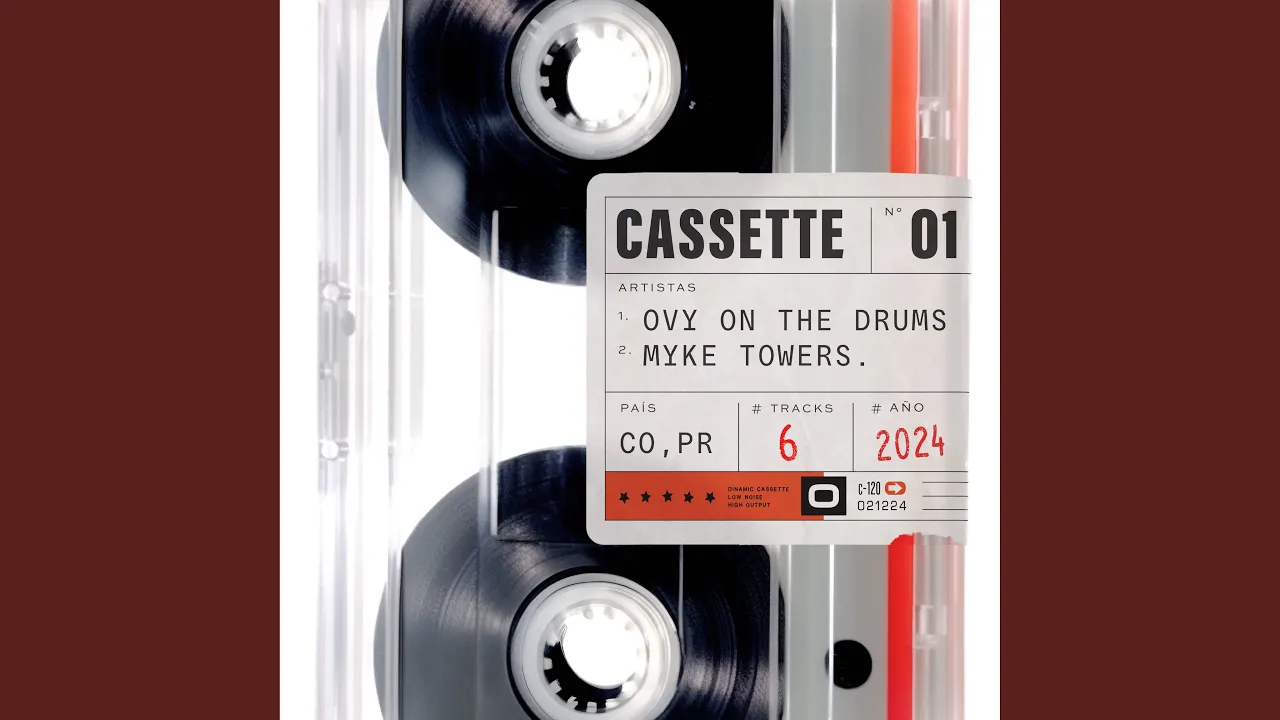 CASSETTE Nº 01
ARTISTAS
1. OVY ON THE DRUMS
2. MYKE TOWERS.
PAÍS # TRACKS # AÑO
CO,PR 6 2024
DINAMIC CASSETTE
LOW NOISE
HIGH OUTPUT
C-120
021224